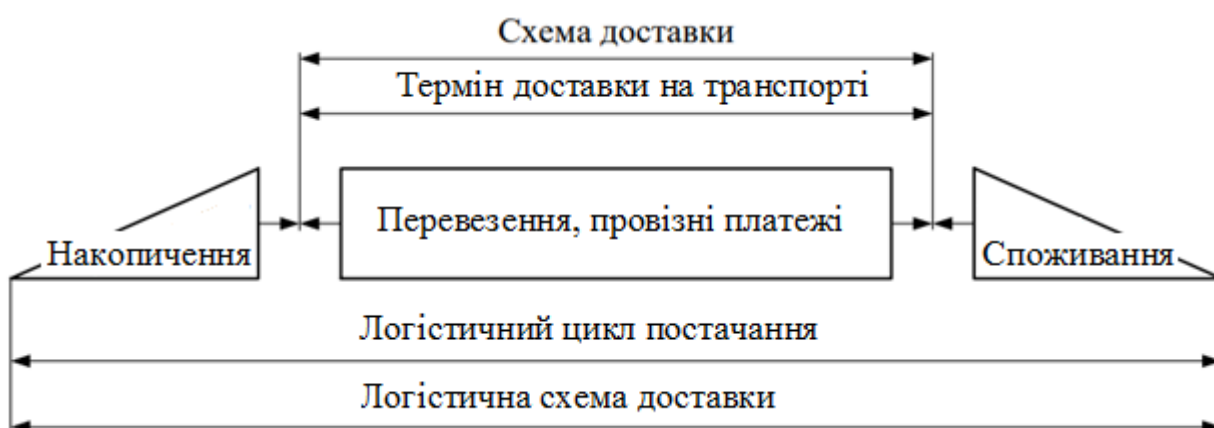 Схема доставки
Термін доставки на транспорті
Накопичення
Перевезення, провізні платежі
Споживання
Логістичний цикл постачання
Логістична схема доставки